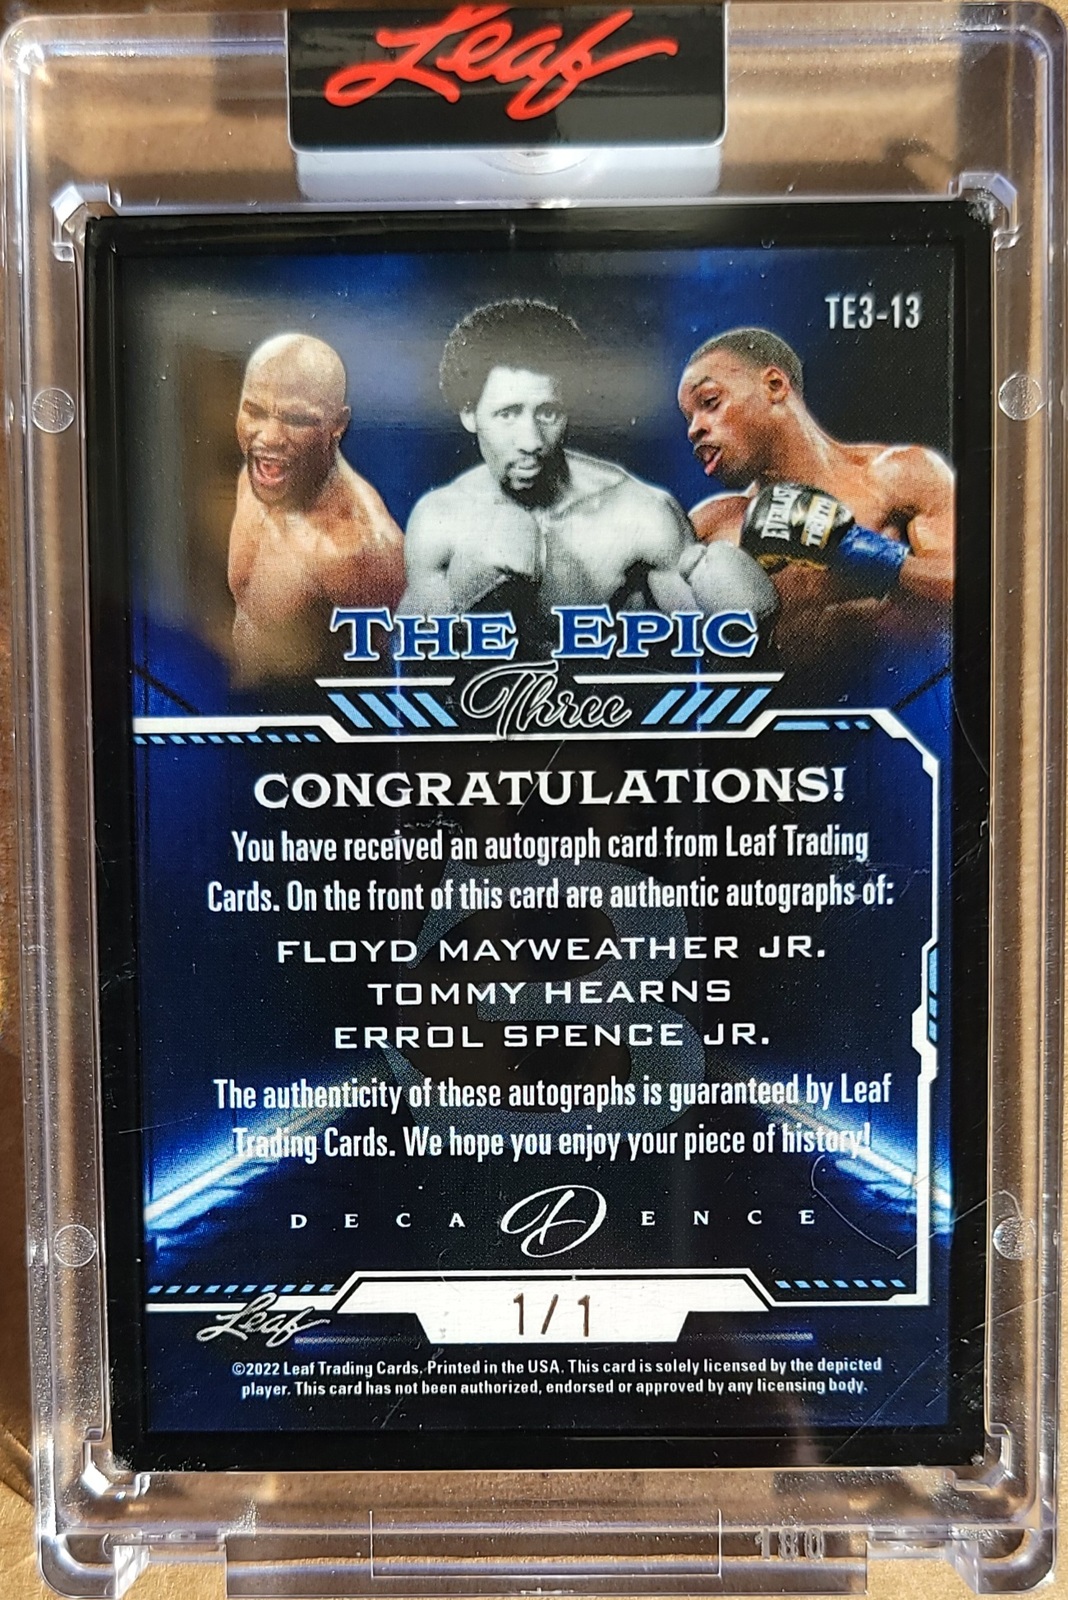 Leaf
TE3-13
EVERLAST
TRUTH
THE EPIC
Three
CONGRATULATIONS!
You have received an autograph card from Leaf Trading
Cards. On the front of this card are authentic autographs of:
FLOYD MAYWEATHER JR.
TOMMY HEARNS
ERROL SPENCE JR.
The authenticity of these autographs is guaranteed by Leaf
Trading Cards. We hope you enjoy your piece of history!
DECADENCE
1/1
Leaf
©2022 Leaf Trading Cards. Printed in the USA. This card is solely licensed by the depicted
player. This card has not been authorized, endorsed or approved by any licensing body.
180